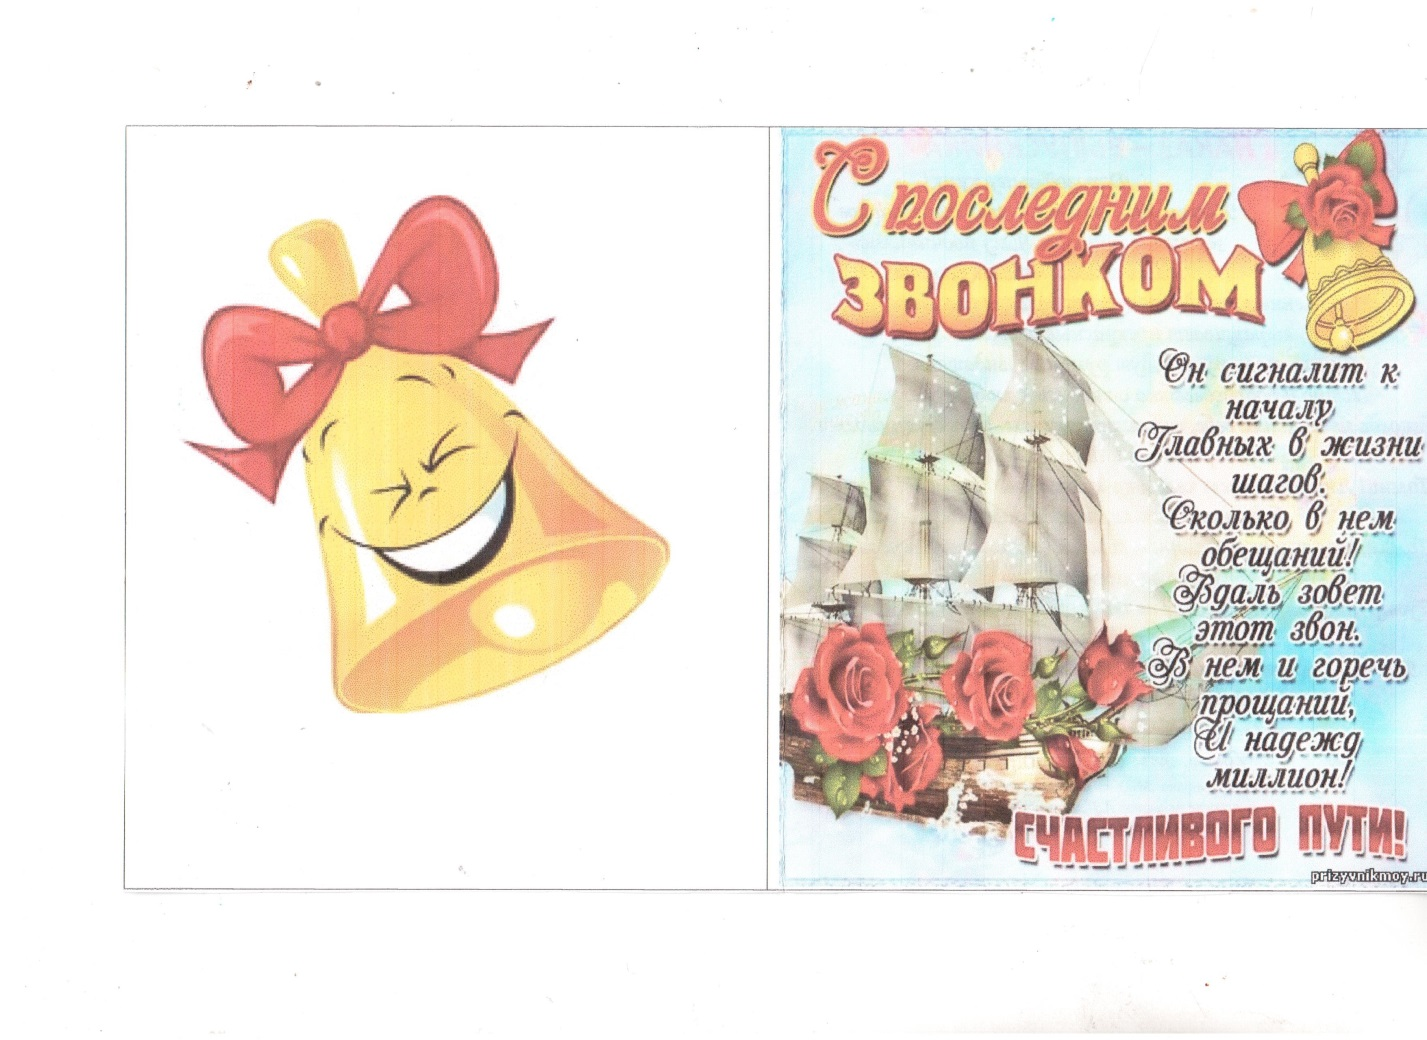 С последним
ЗВОНКОМ
Он сигналит к
началу
Главных в жизни
шагов.
Сколько в нем
обещаний!
Вдаль зовет
этот звон.
В нем и горечь
прощаний,
И надежд
миллион!
СЧАСТЛИВОГО ПУТИ!
prizyvnikmoy.ru